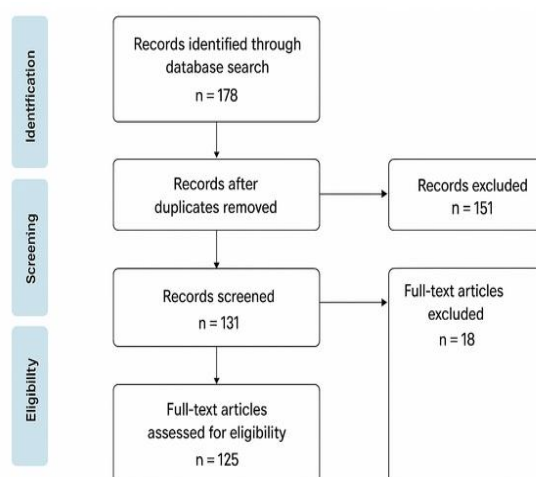 Identification
Records identified through
database search
n = 178
Records after
duplicates removed
Records excluded
n = 151
Screening
Records screened
n = 131
Full-text articles
excluded
n = 18
Eligibility
Full-text articles
assessed for eligibility
n = 125